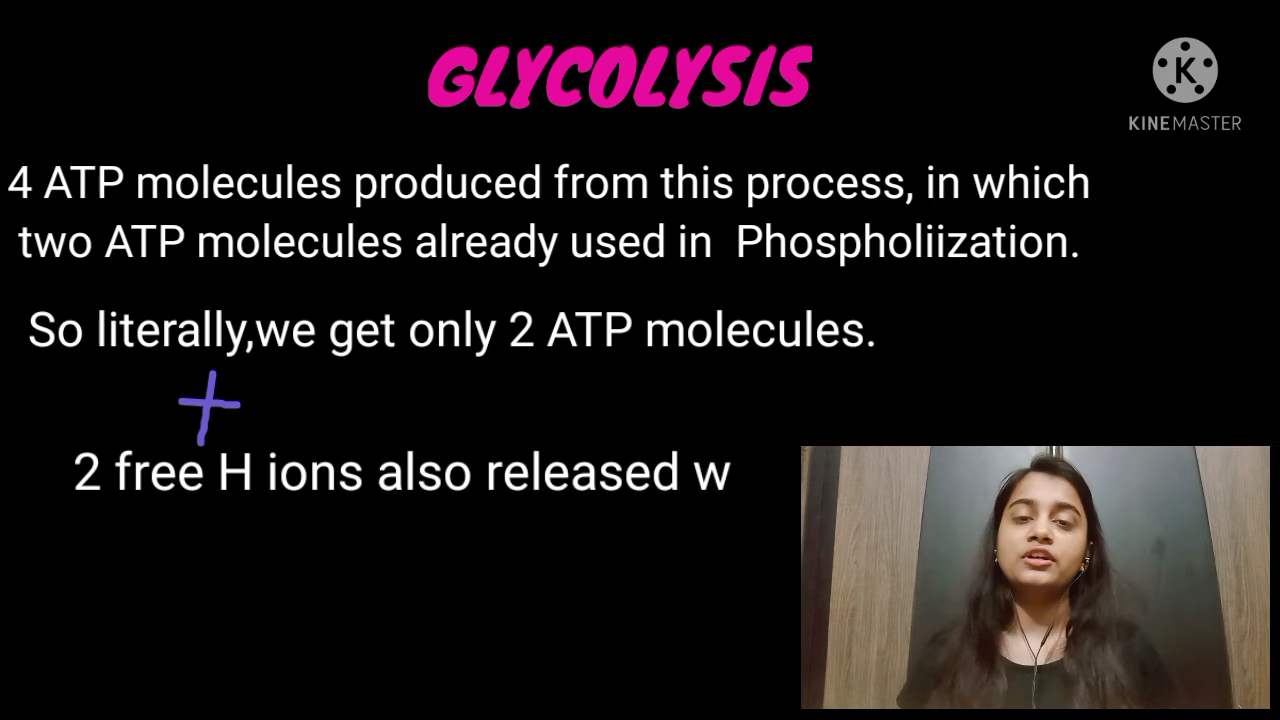 GLYCOLYSIS
K
KINEMASTER
4 ATP molecules produced from this process, in which
two ATP molecules already used in Phospholiization.
So literally,we get only 2 ATP molecules.
+
2 free H ions also released w